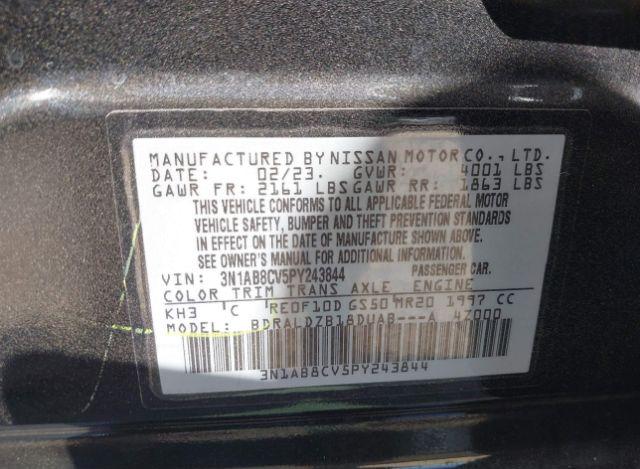 MANUFACTURED BY NISSAN MOTOR CO., LTD.
DATE: 02/23. GVWR: 4001 LBS
GAWR FR: 2161 LBS GAWR RR: 1863 LBS
THIS VEHICLE CONFORMS TO ALL APPLICABLE FEDERAL MOTOR
VEHICLE SAFETY, BUMPER AND THEFT PREVENTION STANDARDS
IN EFFECT ON THE DATE OF MANUFACTURE SHOWN ABOVE.
SEE OWNER'S MANUAL FOR ADDITIONAL INFORMATION.
VIN: 3N1AB8CV5PY243844 PASSENGER CAR.
COLOR TRIM TRANS AXLE ENGINE
KH3 C RE0F10D GS50 MR20 1997 CC
MODEL: BDRALDZB18DUAB---A 4Z000
3N1AB8CV5PY243844